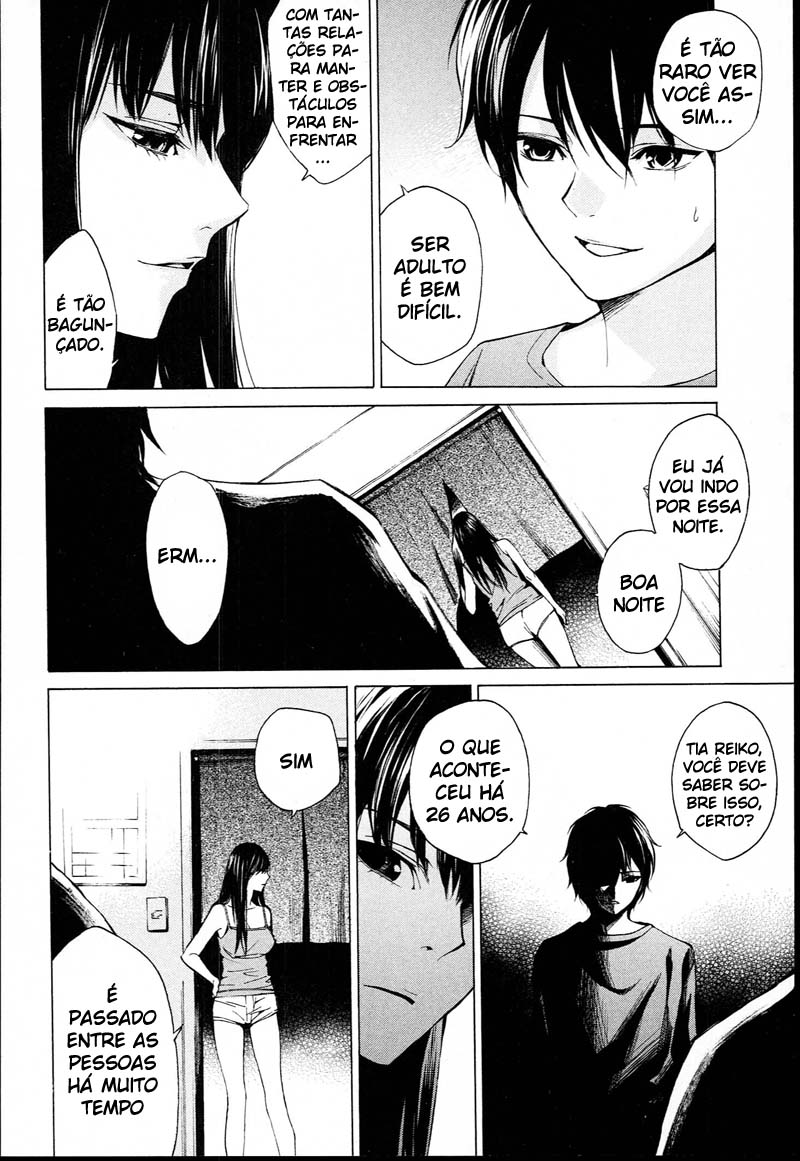 É TÃO
RARO VER
VOCÊ AS-
SIM...
SER
ADULTO
É BEM
DIFÍCIL.
COM TAN-
TAS RELA-
ÇÕES PA-
RA MAN-
TER E OBS-
TÁCULOS
PARA EN-
FRENTAR
...
É TÃO
BAGUN-
ÇADO.
EU JÁ
VOU INDO
POR ESSA
NOITE.
BOA
NOITE
ERM...
TIA REIKO,
VOCÊ DEVE
SABER SO-
BRE ISSO,
CERTO?
O QUE
ACONTE-
CEU HÁ
26 ANOS.
SIM
É
PASSADO
ENTRE AS
PESSOAS
HÁ MUITO
TEMPO